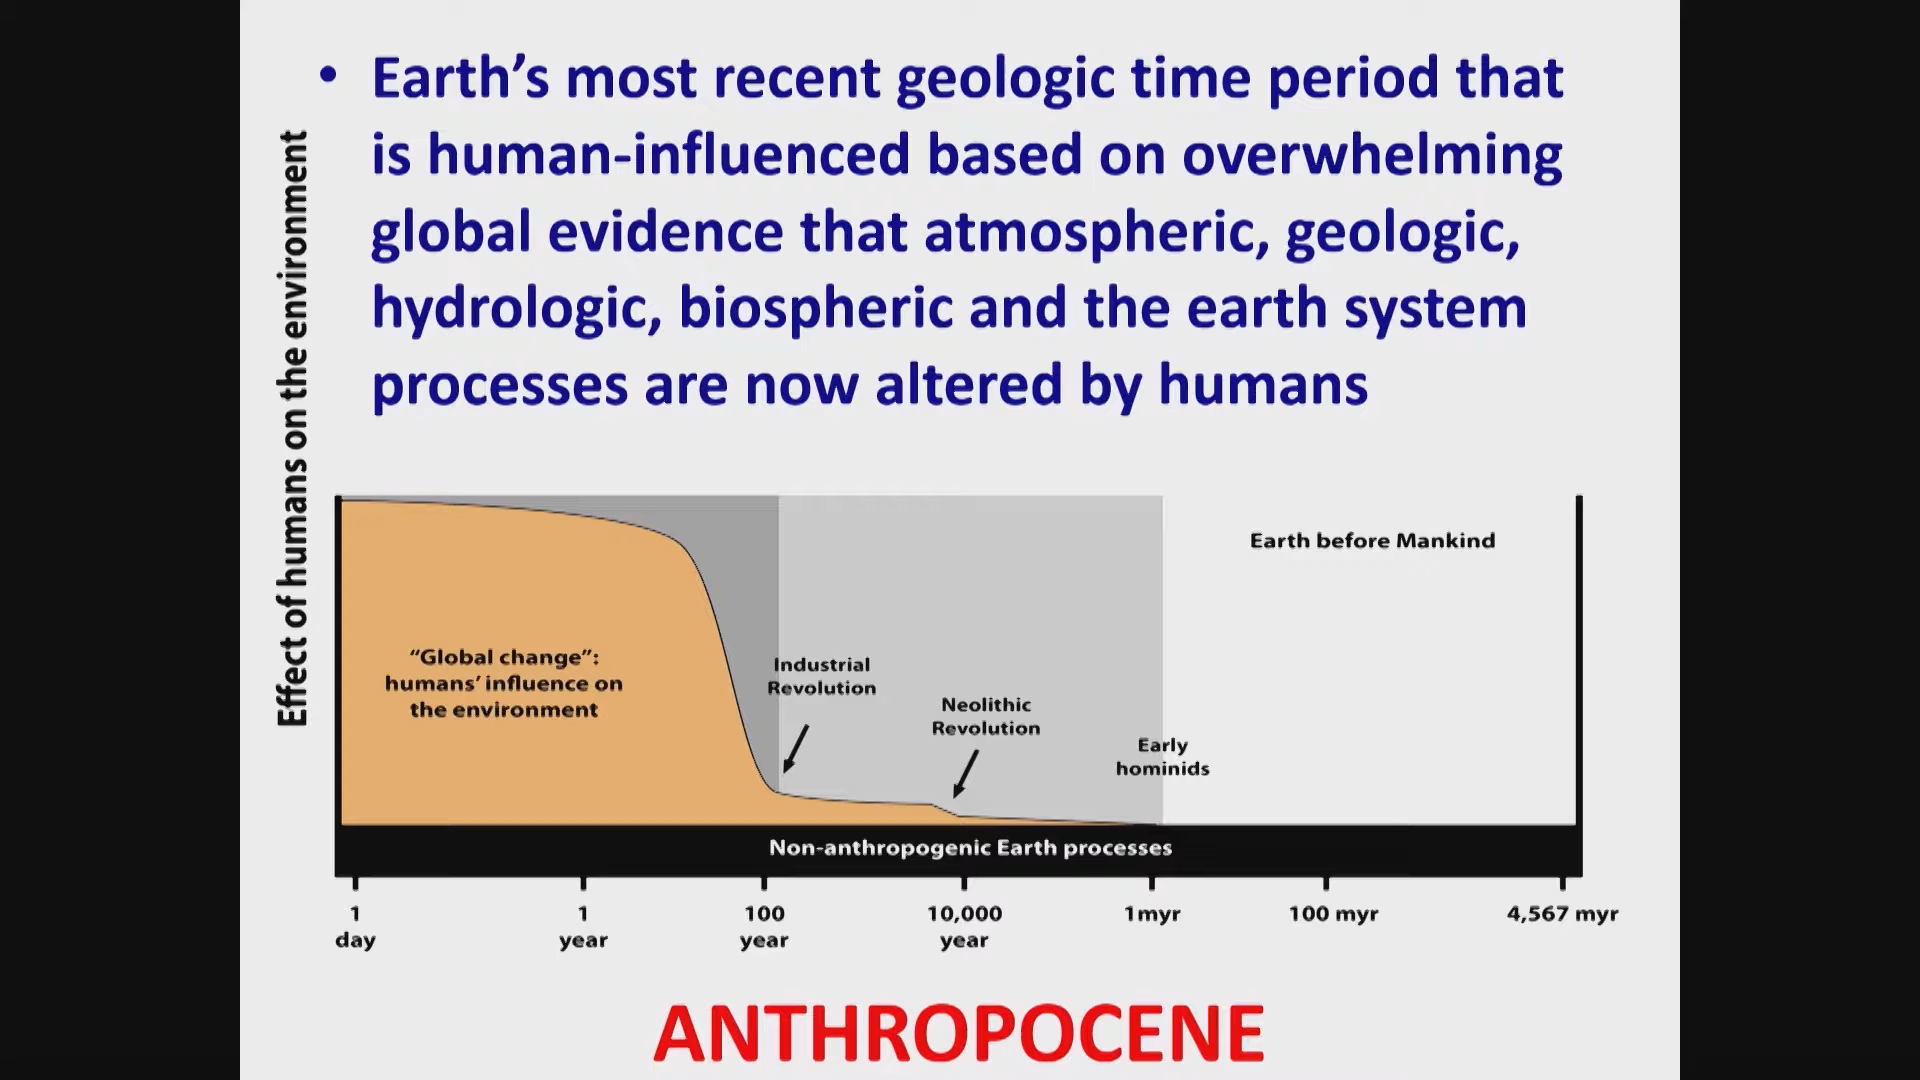 • Earth’s most recent geologic time period that
is human-influenced based on overwhelming
global evidence that atmospheric, geologic,
hydrologic, biospheric and the earth system
processes are now altered by humans
Effect of humans on the environment
Earth before Mankind
“Global change”:
humans’ influence on
the environment
Industrial
Revolution
Neolithic
Revolution
Early
hominids
Non-anthropogenic Earth processes
1
day
1
year
100
year
10,000
year
1myr
100 myr
4,567 myr
ANTHROPOCENE